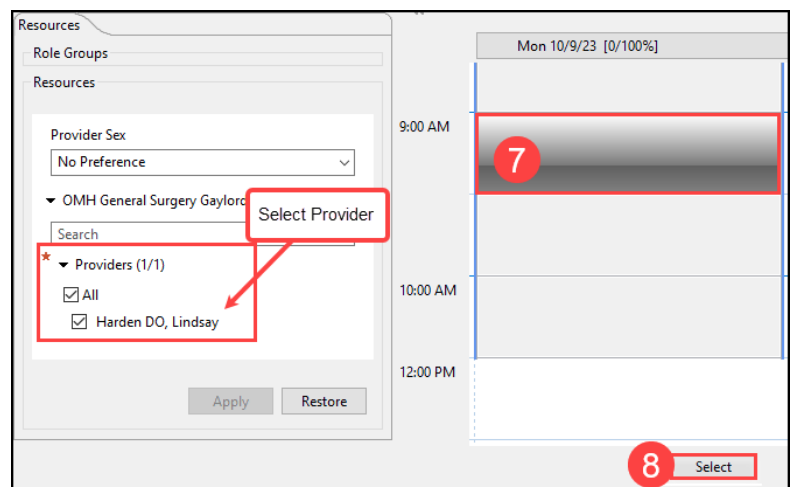 Resources
Role Groups
Resources
Provider Sex
No Preference
OMH General Surgery Gaylord
Search
Select Provider
* Providers (1/1)
All
Harden DO, Lindsay
Apply Restore
Mon 10/9/23 [0/100%]
9:00 AM
7
10:00 AM
12:00 PM
8 Select